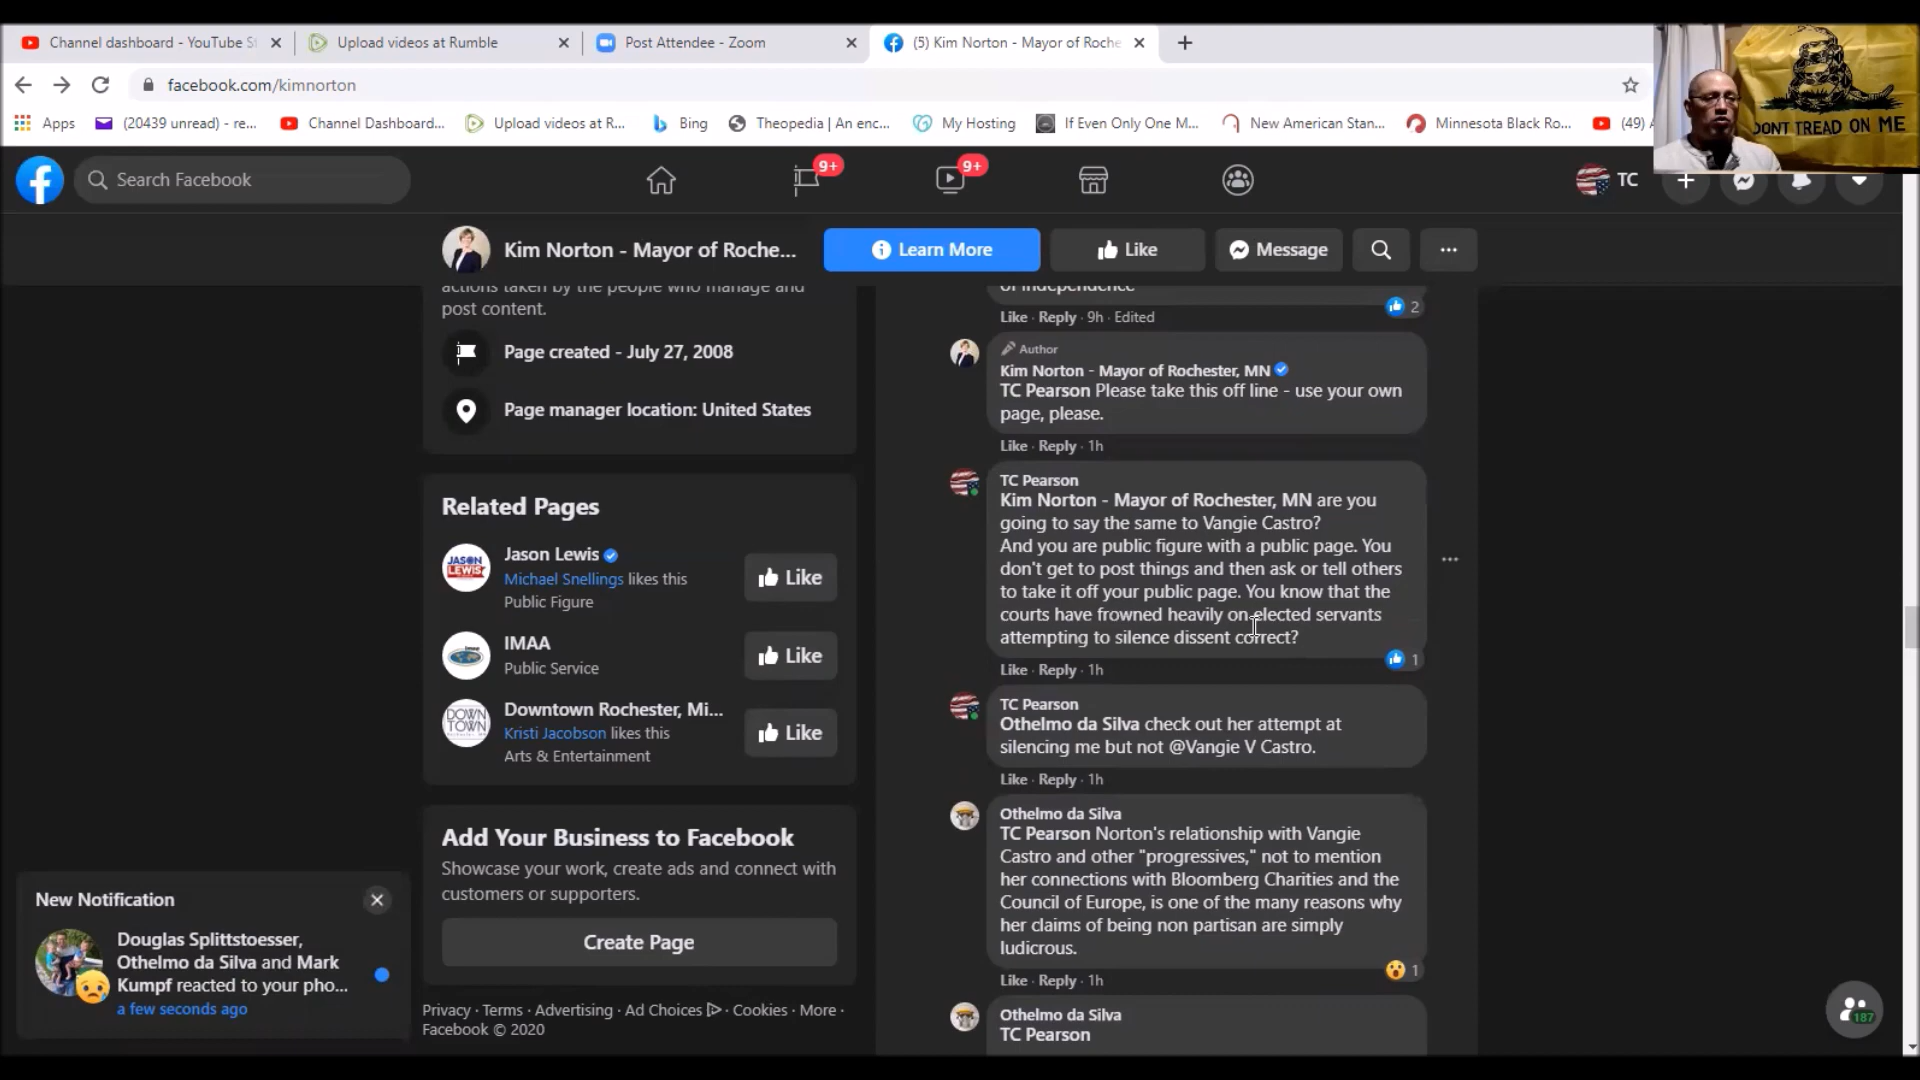 Channel dashboard - YouTube St
Upload videos at Rumble
Post Attendee - Zoom
(5) Kim Norton - Mayor of Roche
facebook.com/kimnorton
Apps
(20439 unread) - re...
Channel Dashboard...
Upload videos at R...
Bing
Theopedia | An enc...
My Hosting
If Even Only One M...
New American Stan...
Minnesota Black Ro...
(49)
DONT TREAD ON ME
Search Facebook
9+
9+
TC
Kim Norton - Mayor of Roche...
Learn More
Like
Message
actions taken by the people who manage and
post content.
Page created - July 27, 2008
Page manager location: United States
Related Pages
Jason Lewis
JASON
LEWIS
Michael Snellings likes this
Public Figure
Like
IMAA
Public Service
Like
DOWN
TOWN
Downtown Rochester, Mi...
Kristi Jacobson likes this
Arts & Entertainment
Like
Add Your Business to Facebook
Showcase your work, create ads and connect with
customers or supporters.
Create Page
Privacy · Terms · Advertising · Ad Choices · Cookies · More ·
Facebook © 2020
New Notification
Douglas Splittstoesser,
Othelmo da Silva and Mark
Kumpf reacted to your pho...
a few seconds ago
of independence
Like · Reply · 9h · Edited
2
Author
Kim Norton - Mayor of Rochester, MN
TC Pearson Please take this off line - use your own
page, please.
Like · Reply · 1h
TC Pearson
Kim Norton - Mayor of Rochester, MN are you
going to say the same to Vangie Castro?
And you are public figure with a public page. You
don't get to post things and then ask or tell others
to take it off your public page. You know that the
courts have frowned heavily on elected servants
attempting to silence dissent correct?
1
Like · Reply · 1h
TC Pearson
Othelmo da Silva check out her attempt at
silencing me but not @Vangie V Castro.
Like · Reply · 1h
Othelmo da Silva
TC Pearson Norton's relationship with Vangie
Castro and other "progressives," not to mention
her connections with Bloomberg Charities and the
Council of Europe, is one of the many reasons why
her claims of being non partisan are simply
ludicrous.
1
Like · Reply · 1h
Othelmo da Silva
TC Pearson
187